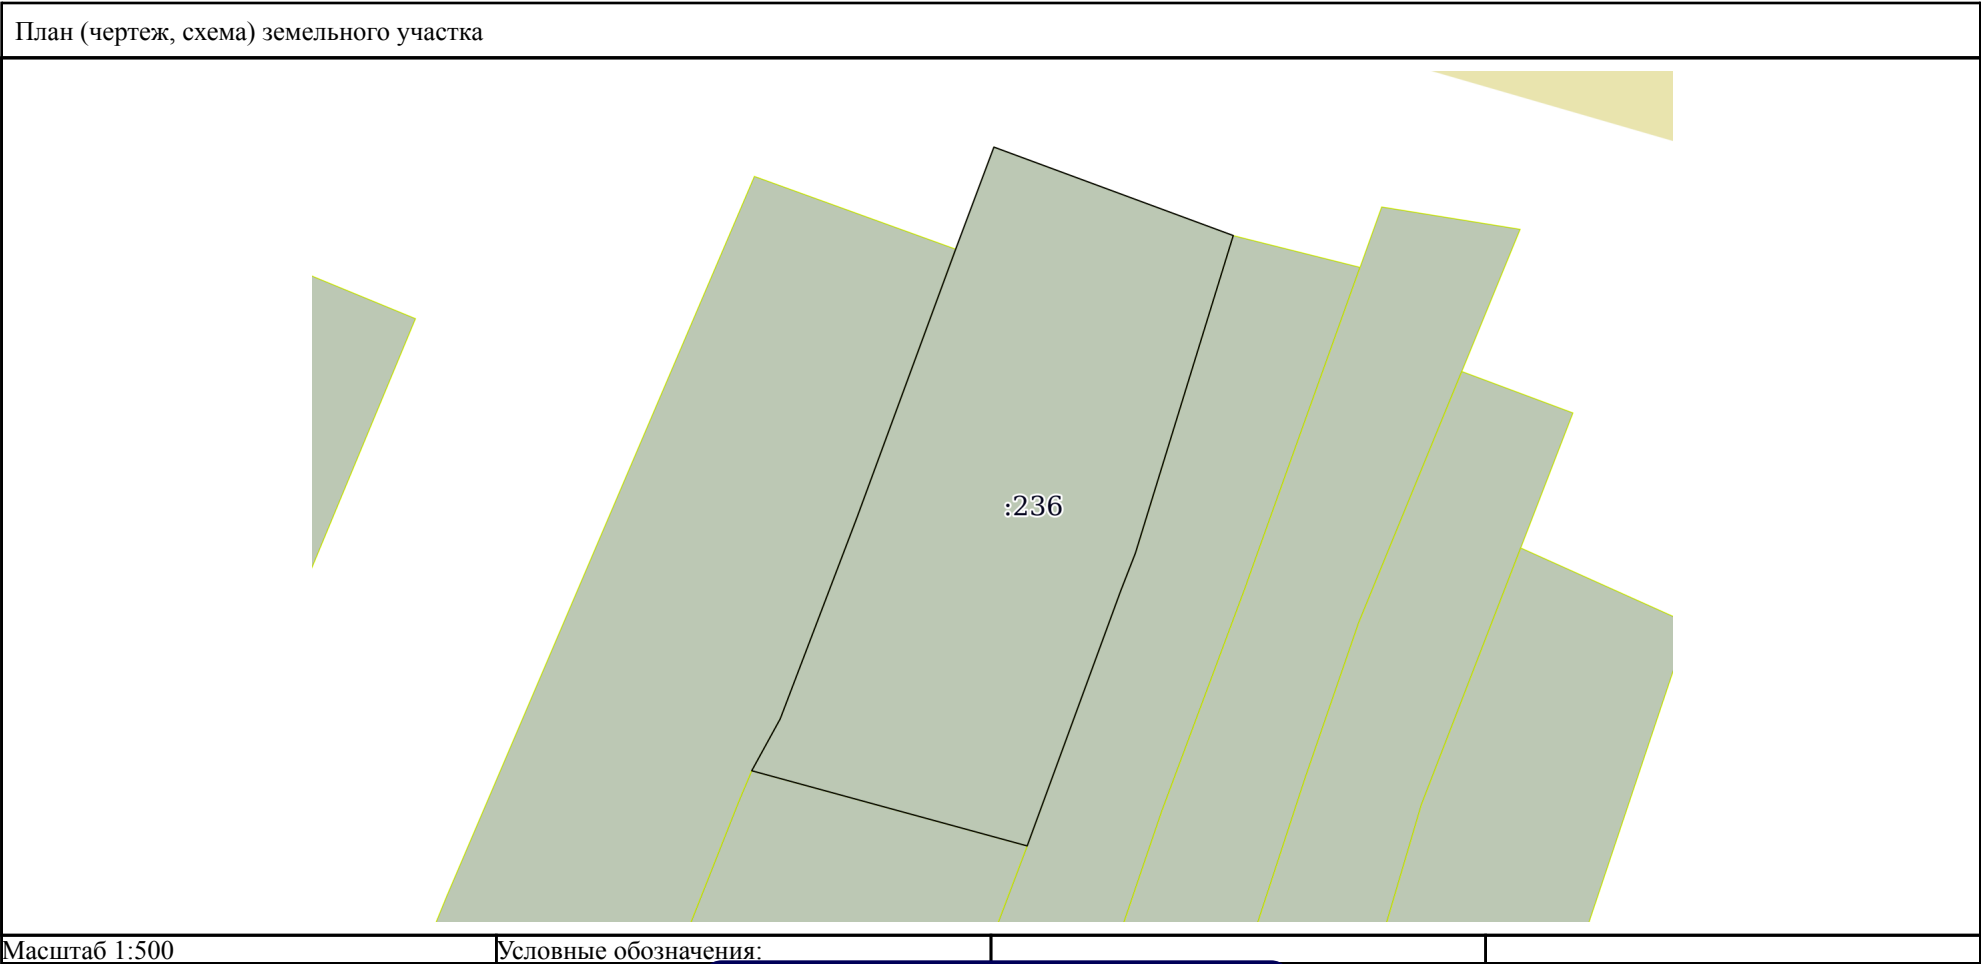 План (чертеж, схема) земельного участка
:236
Масштаб 1:500
Условные обозначения: